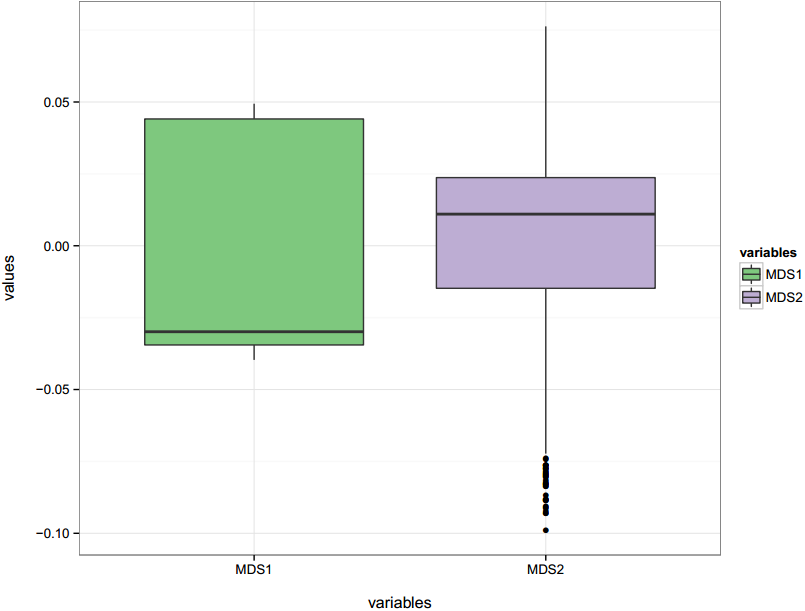 0.05
0.00
−0.05
−0.10
values
MDS1
MDS2
variables
variables
MDS1
MDS2